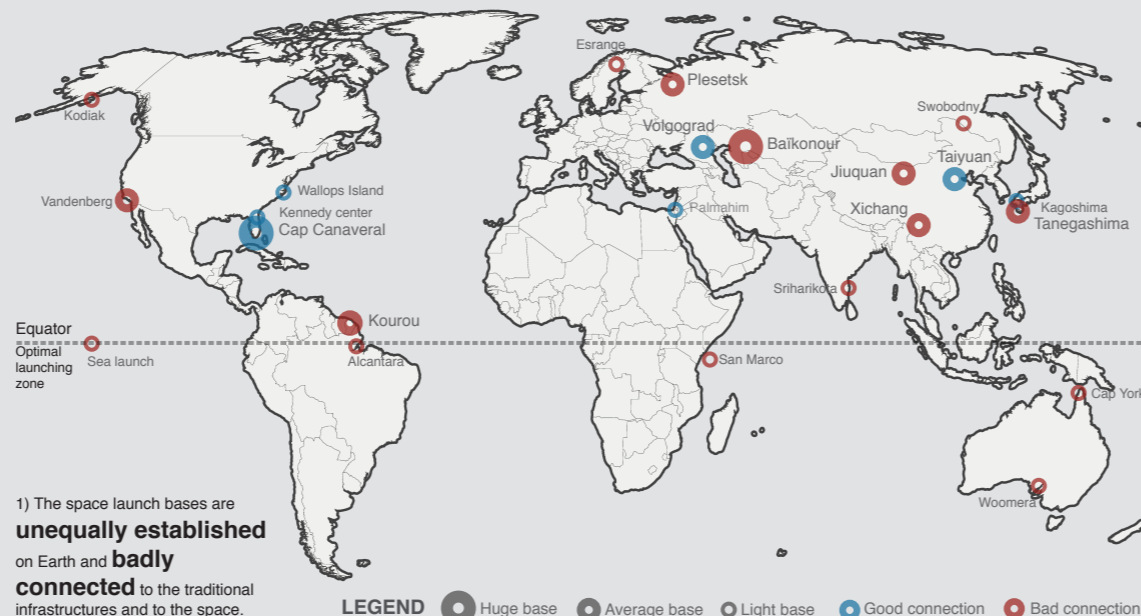 Esrange
Plesetsk
Kodiak
Swobodny
Volgograd
Baïkonour
Taiyuan
Jiuquan
Wallops Island
Vandenberg
Palmahim
Kennedy center
Xichang
Kagoshima
Cap Canaveral
Tanegashima
Sriharikota
Kourou
Equator
Optimal
launching
zone
Sea launch
Alcantara
San Marco
Cap York
Woomera
1) The space launch bases are
unequally established
on Earth and badly
connected to the traditional
infrastructures and to the space.
LEGEND Huge base Average base Light base Good connection Bad connection